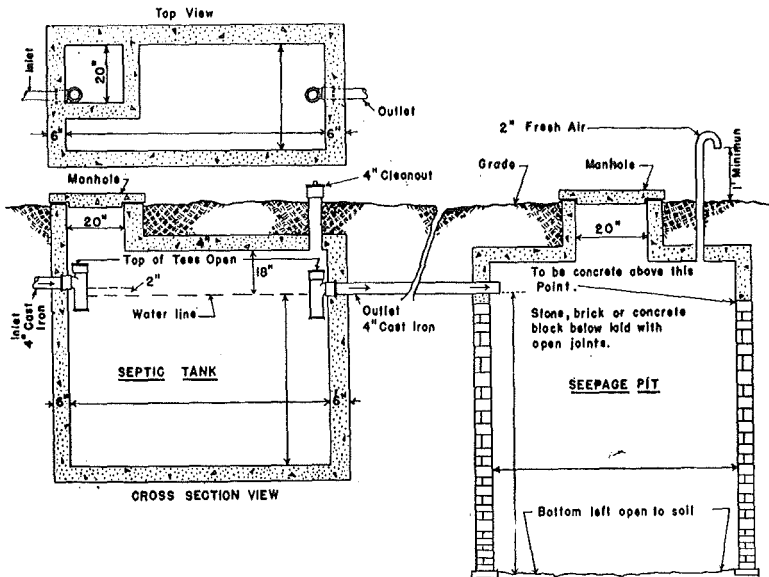 Top View
Inlet
20"
Outlet
6"
6"
Manhole
4" Cleanout
20"
4"
Top of Tees Open
18"
2"
Water line
Inlet
4" Cast
Iron
Outlet
4" Cast Iron
SEPTIC TANK
6"
6"
CROSS SECTION VIEW
2" Fresh Air
1' Minimun
Grade
Manhole
20"
To be concrete above this
Point.
Stone, brick or concrete
block below laid with
open joints.
SEEPAGE PIT
Bottom left open to soil